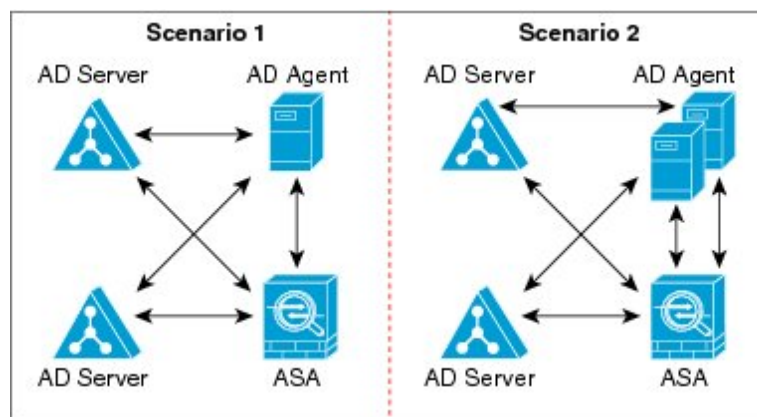 Scenario 1
AD Server
AD Agent
AD Server
ASA
Scenario 2
AD Server
AD Agent
AD Server
ASA